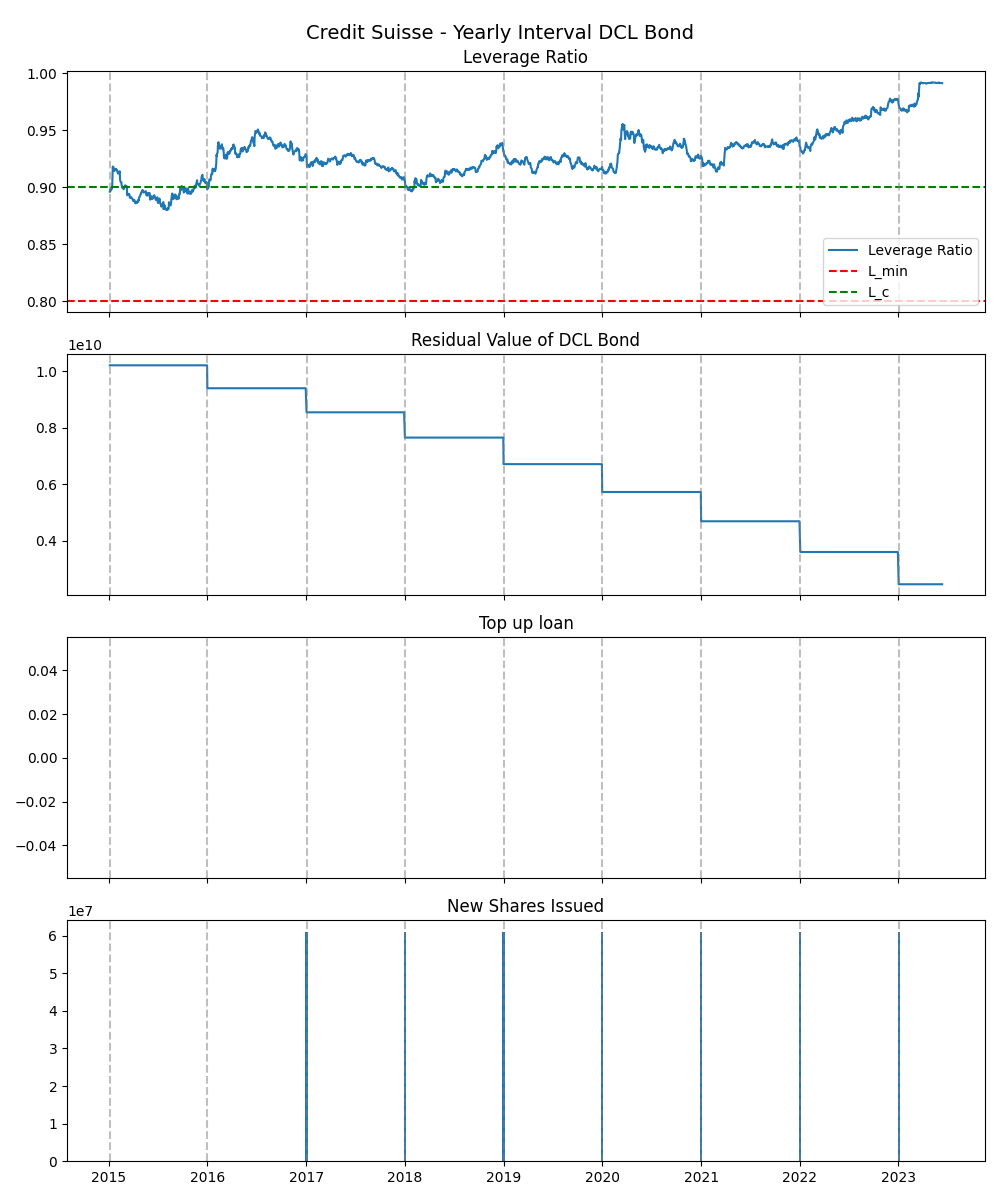 Credit Suisse - Yearly Interval DCL Bond
Leverage Ratio
1.00
0.95
0.90
0.85
0.80
Leverage Ratio
L_min
L_c
Residual Value of DCL Bond
1e10
1.0
0.8
0.6
0.4
Top up loan
0.04
0.02
0.00
−0.02
−0.04
New Shares Issued
1e7
6
5
4
3
2
1
0
2015 2016 2017 2018 2019 2020 2021 2022 2023